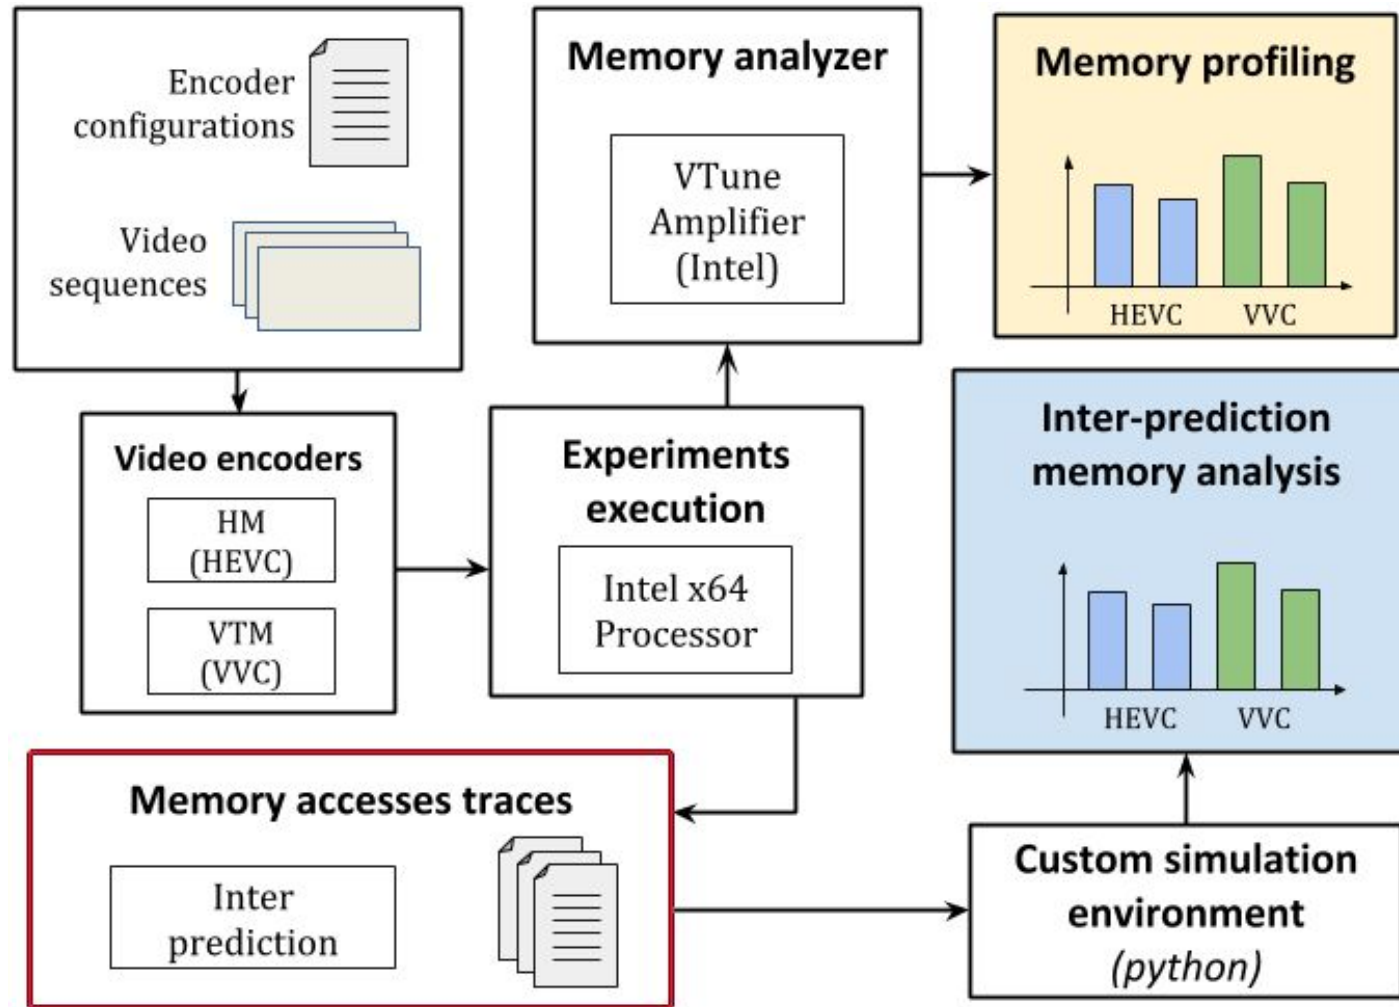 Encoder
configurations
Video
sequences
Memory analyzer
VTune
Amplifier
(Intel)
Memory profiling
HEVC VVC
Video encoders
HM
(HEVC)
VTM
(VVC)
Experiments
execution
Intel x64
Processor
Inter-prediction
memory analysis
HEVC VVC
Memory accesses traces
Inter
prediction
Custom simulation
environment
(python)